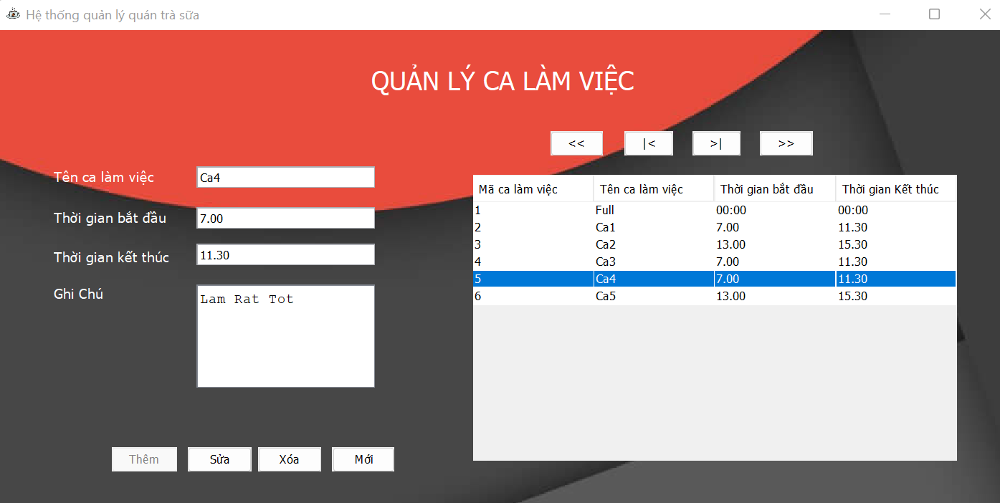 Hệ thống quản lý quán trà sữa
QUẢN LÝ CA LÀM VIỆC
<< |< >| >>
Tên ca làm việc Ca4
Thời gian bắt đầu 7.00
Thời gian kết thúc 11.30
Ghi Chú Lam Rat Tot
Thêm Sửa Xóa Mới
Mã ca làm việc Tên ca làm việc Thời gian bắt đầu Thời gian Kết thúc
1 Full 00:00 00:00
2 Ca1 7.00 11.30
3 Ca2 13.00 15.30
4 Ca3 7.00 11.30
5 Ca4 7.00 11.30
6 Ca5 13.00 15.30